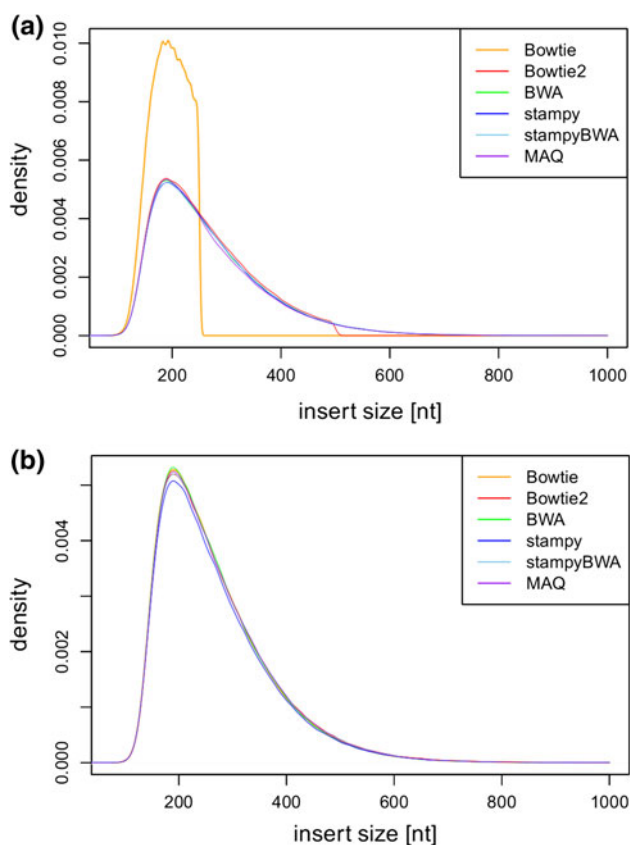 (a)
density
0.000 0.002 0.004 0.006 0.008 0.010
Bowtie
Bowtie2
BWA
stampy
stampyBWA
MAQ
200 400 600 800 1000
insert size [nt]
(b)
density
0.000 0.002 0.004
Bowtie
Bowtie2
BWA
stampy
stampyBWA
MAQ
200 400 600 800 1000
insert size [nt]